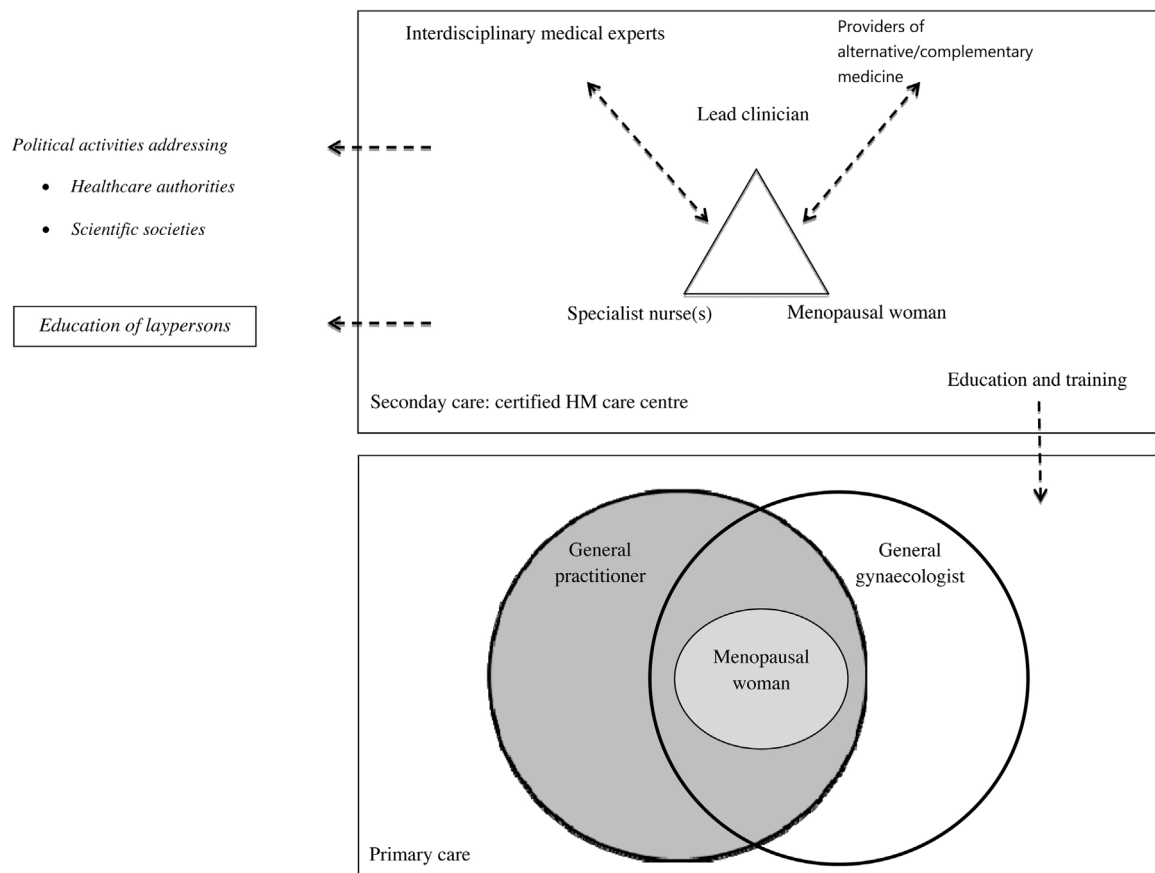 Interdisciplinary medical experts
Providers of
alternative/complementary
medicine
Lead clinician
Political activities addressing
• Healthcare authorities
• Scientific societies
Specialist nurse(s)
Menopausal woman
Education of laypersons
Education and training
Seconday care: certified HM care centre
General
practitioner
General
gynaecologist
Menopausal
woman
Primary care